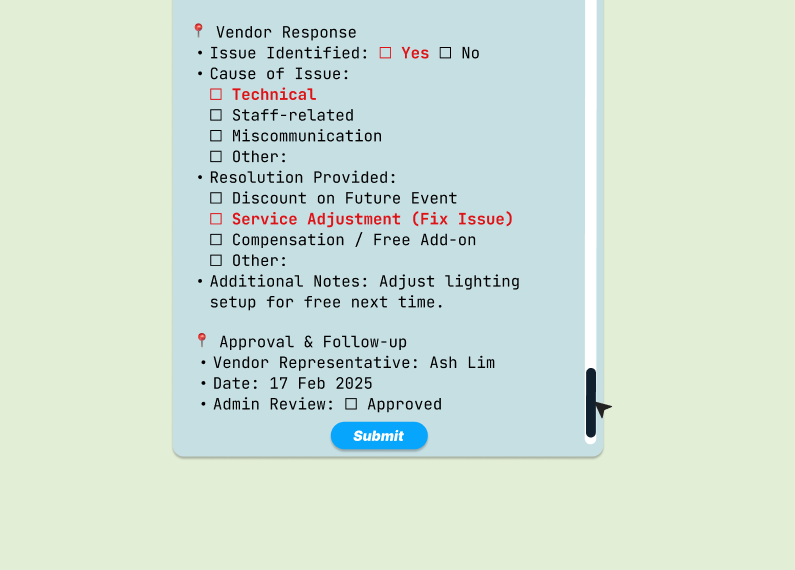 📍 Vendor Response
• Issue Identified: ☐ Yes ☐ No
• Cause of Issue:
☐ Technical
☐ Staff-related
☐ Miscommunication
☐ Other:
• Resolution Provided:
☐ Discount on Future Event
☐ Service Adjustment (Fix Issue)
☐ Compensation / Free Add-on
☐ Other:
• Additional Notes: Adjust lighting
setup for free next time.
📍 Approval & Follow-up
• Vendor Representative: Ash Lim
• Date: 17 Feb 2025
• Admin Review: ☐ Approved
Submit